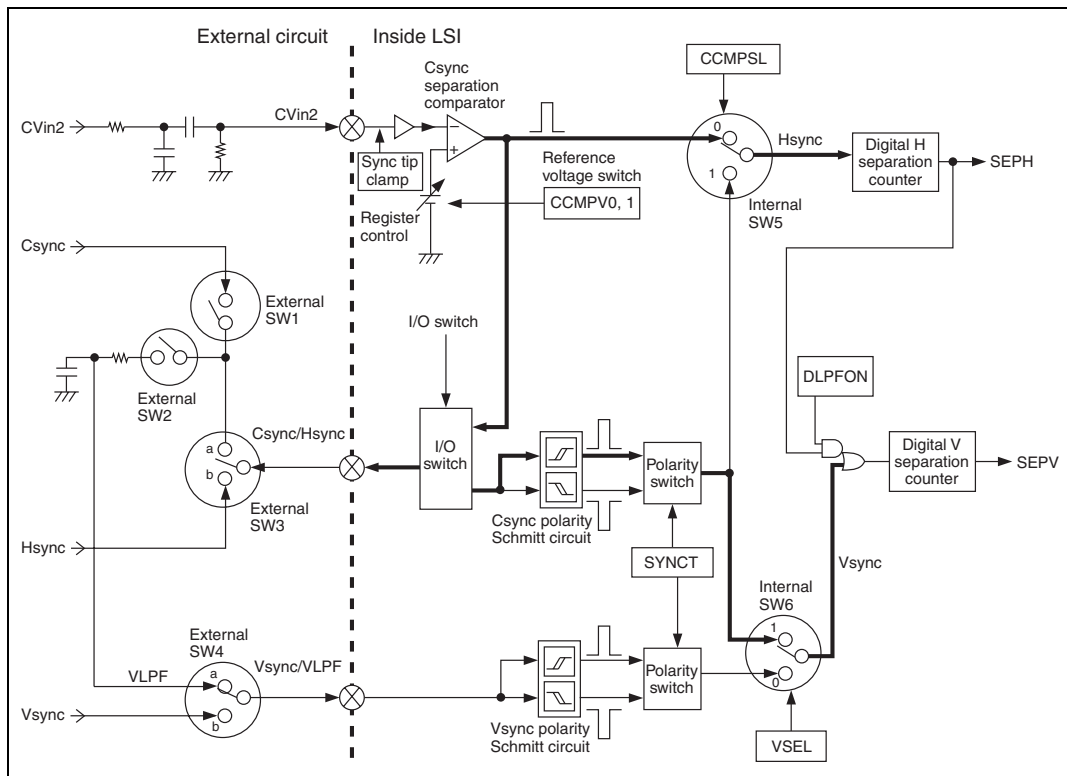 External circuit
Inside LSI
CCMPSL
Csync
separation
comparator
CVin2
CVin2
0
Hsync
Digital H
separation
counter
SEPH
Sync tip
clamp
Reference
voltage switch
1
Internal
SW5
CCMPV0, 1
Register
control
Csync
External
SW1
I/O switch
External
SW2
DLPFON
Csync/Hsync
a
b
I/O
switch
Polarity
switch
Digital V
separation
counter
SEPV
External
SW3
Csync polarity
Schmitt circuit
Hsync
SYNCT
Vsync
Internal
SW6
External
SW4
1
Vsync/VLPF
VLPF
a
Polarity
switch
0
Vsync
b
Vsync polarity
Schmitt circuit
VSEL